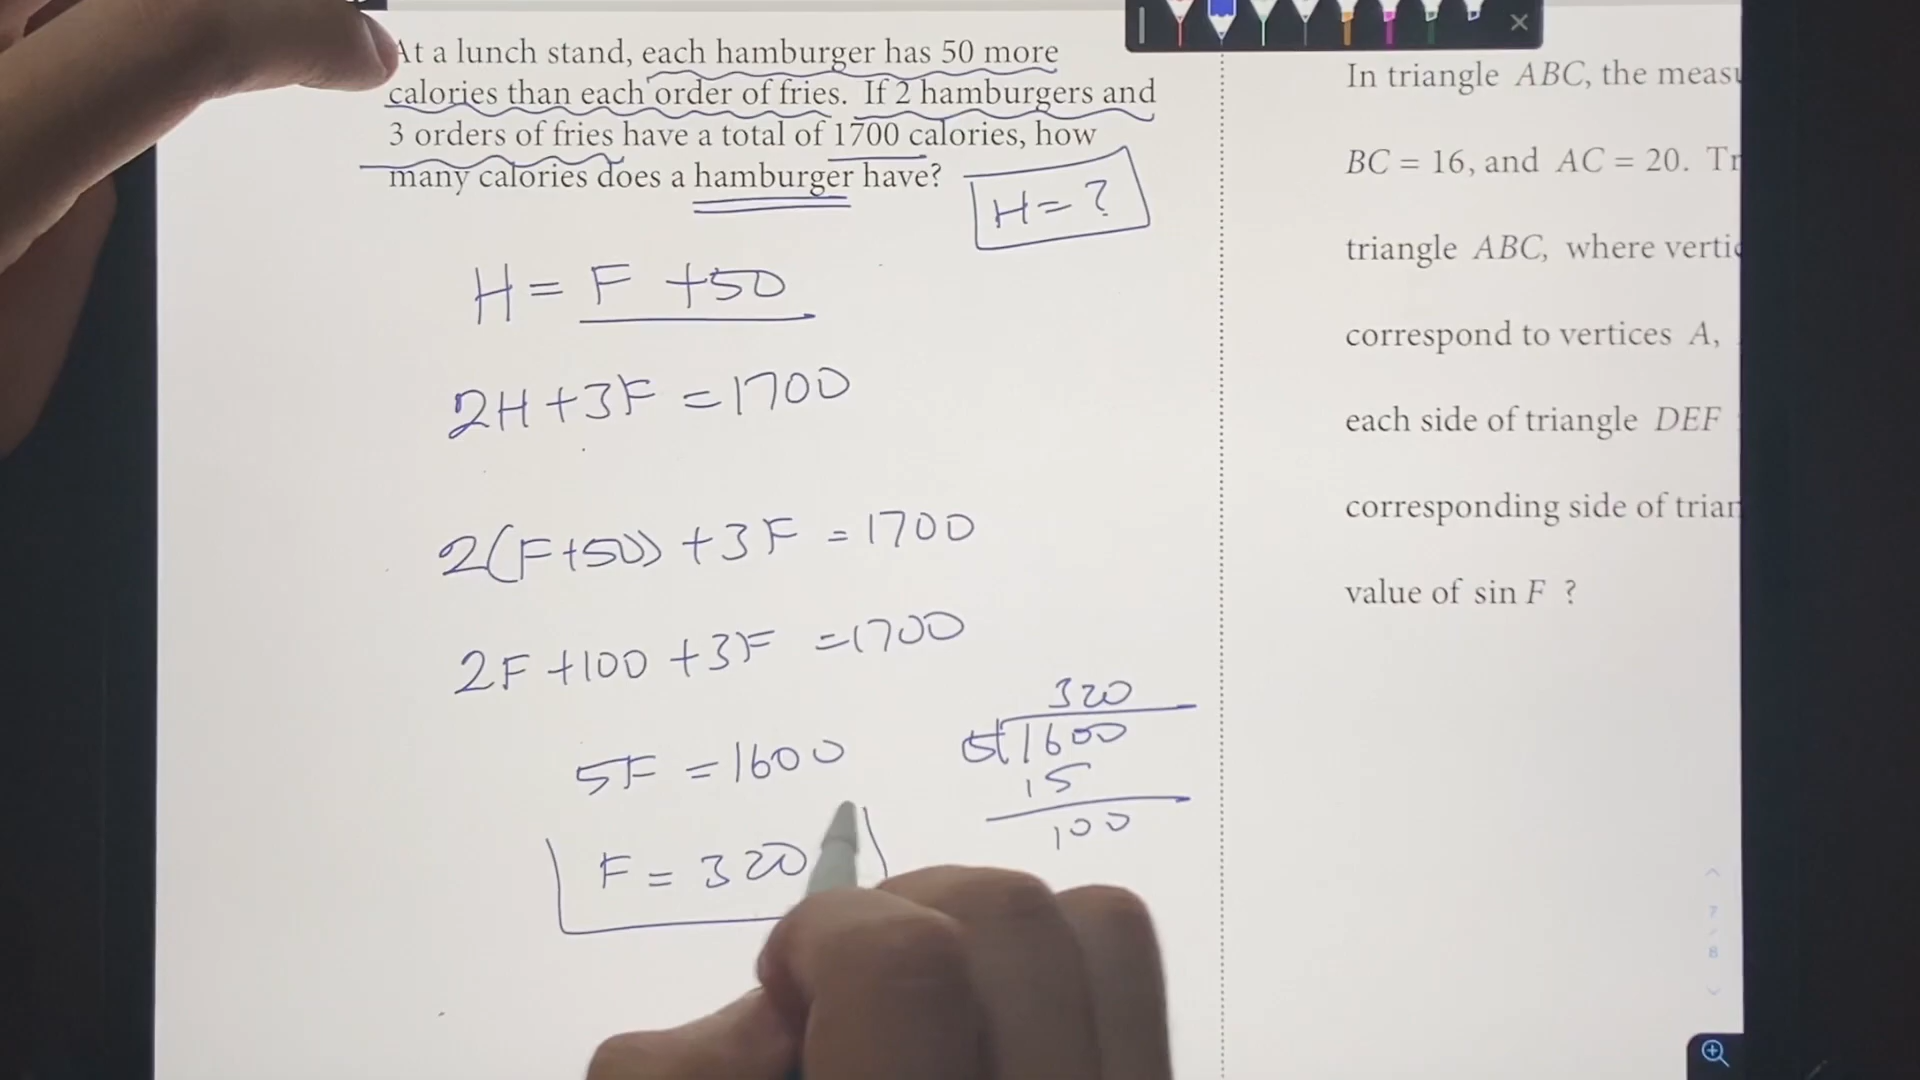 At a lunch stand, each hamburger has 50 more
calories than each order of fries. If 2 hamburgers and
3 orders of fries have a total of 1700 calories, how
many calories does a hamburger have?
H = ?
H = F + 50
2H + 3F = 1700
2(F+50) + 3F = 1700
2F + 100 + 3F = 1700
5F = 1600
F = 320
320
5 1600
15
100
In triangle ABC, the meas
BC = 16, and AC = 20. Tr
triangle ABC, where verti
correspond to vertices A,
each side of triangle DEF
corresponding side of trian
value of sin F ?
7
8